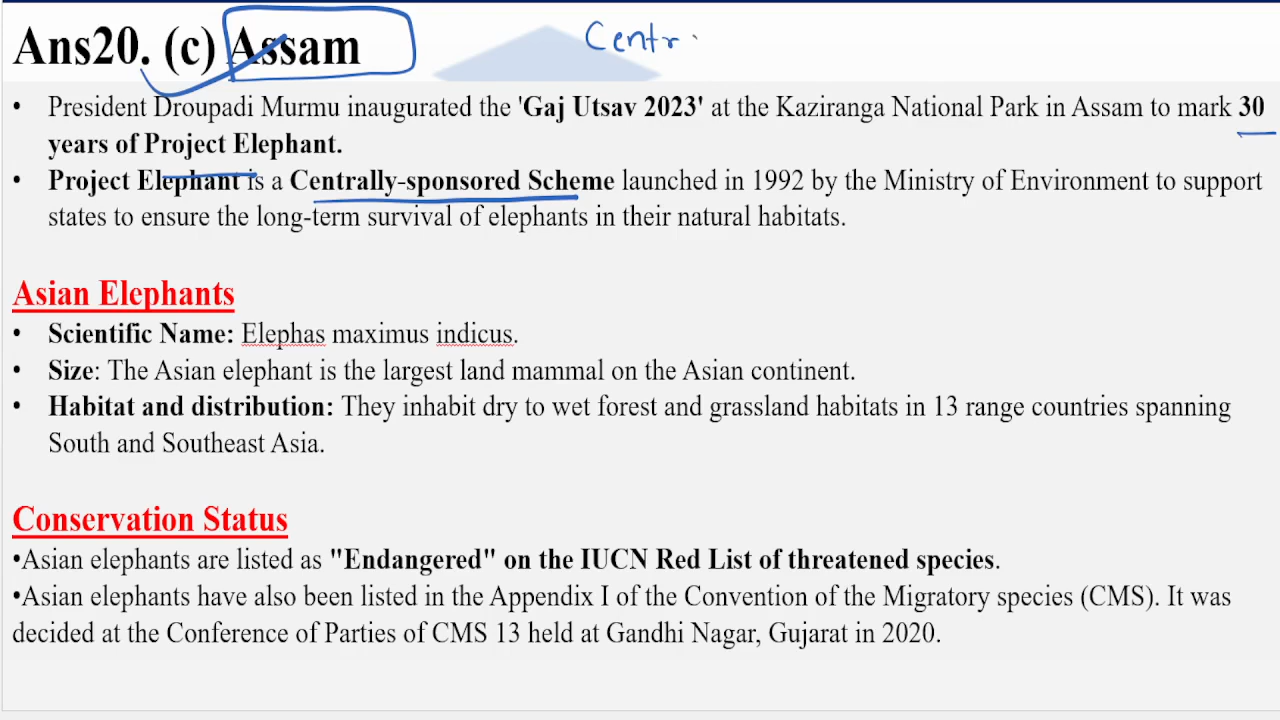 Ans20. (c) Assam
Centr
• President Droupadi Murmu inaugurated the 'Gaj Utsav 2023' at the Kaziranga National Park in Assam to mark 30
years of Project Elephant.
• Project Elephant is a Centrally-sponsored Scheme launched in 1992 by the Ministry of Environment to support
states to ensure the long-term survival of elephants in their natural habitats.
Asian Elephants
• Scientific Name: Elephas maximus indicus.
• Size: The Asian elephant is the largest land mammal on the Asian continent.
• Habitat and distribution: They inhabit dry to wet forest and grassland habitats in 13 range countries spanning
South and Southeast Asia.
Conservation Status
•Asian elephants are listed as "Endangered" on the IUCN Red List of threatened species.
•Asian elephants have also been listed in the Appendix I of the Convention of the Migratory species (CMS). It was
decided at the Conference of Parties of CMS 13 held at Gandhi Nagar, Gujarat in 2020.